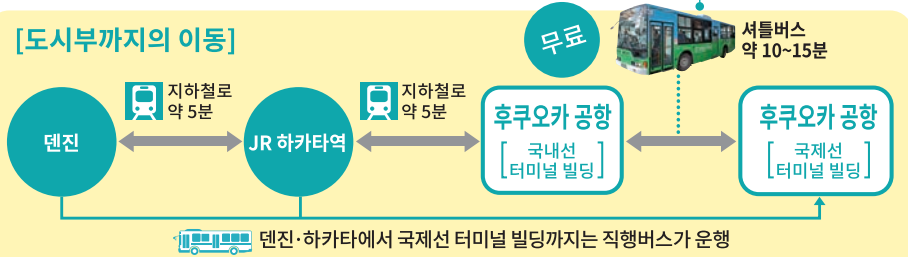 [도시부까지의 이동]
무료
셔틀버스
약 10~15분
지하철로
약 5분
지하철로
약 5분
덴진
JR 하카타역
후쿠오카 공항
[국내선
터미널 빌딩]
후쿠오카 공항
[국제선
터미널 빌딩]
덴진·하카타에서 국제선 터미널 빌딩까지는 직행버스가 운행